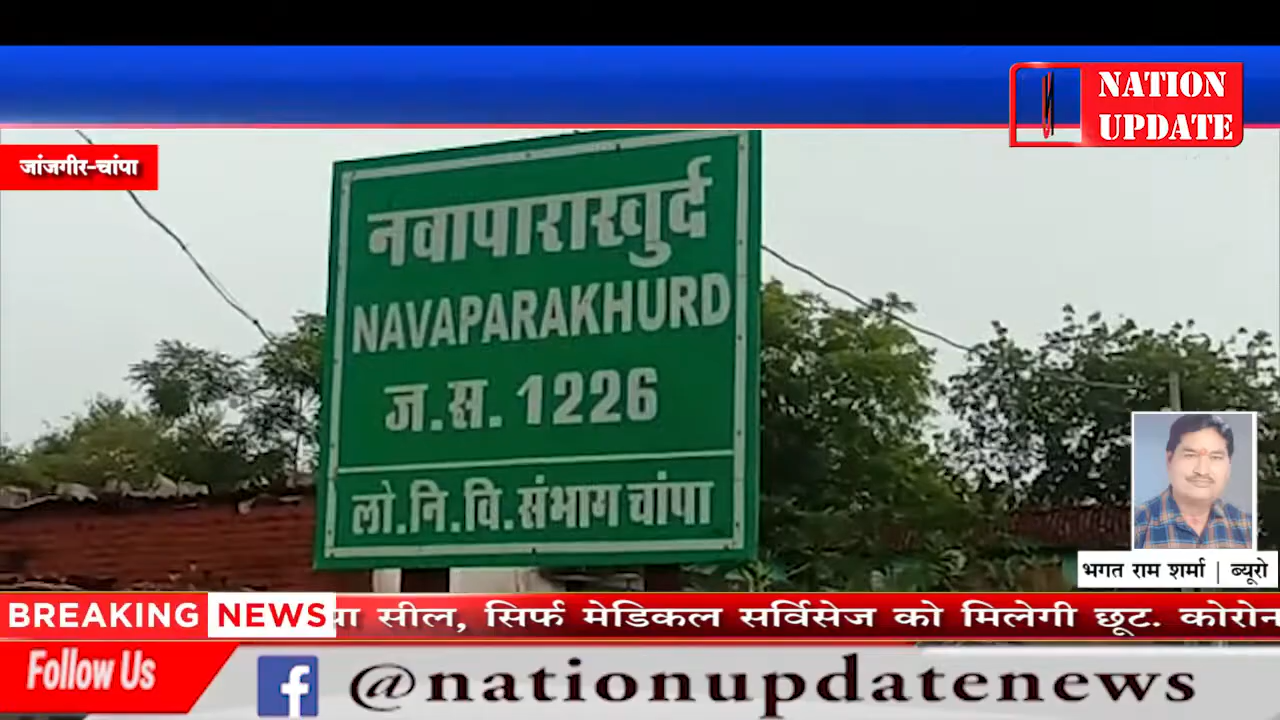 NATION
UPDATE
जांजगीर-चांपा
नवापाराखुर्द
NAVAPARAKHURD
ज.स. 1226
लो.नि.वि.संभाग चांपा
भगत राम शर्मा | ब्यूरो
BREAKING NEWS सील, सिर्फ मेडिकल सर्विसेज को मिलेगी छूट.
Follow Us
@nationupdatenews